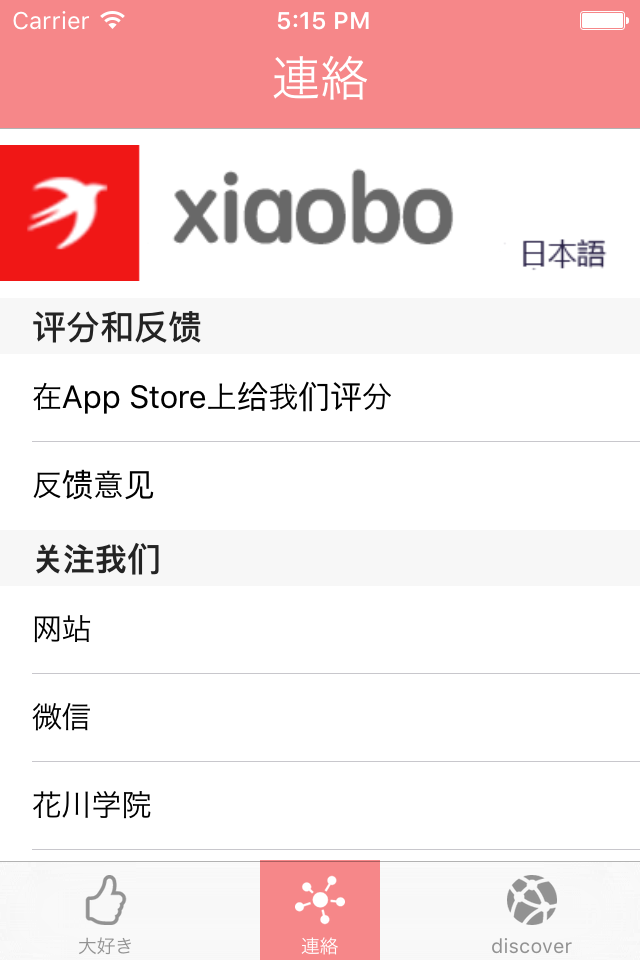 Carrier 5:15 PM
連絡
xiaobo
日本語
评分和反馈
在App Store上给我们评分
反馈意见
关注我们
网站
微信
花川学院
大好き 連絡 discover